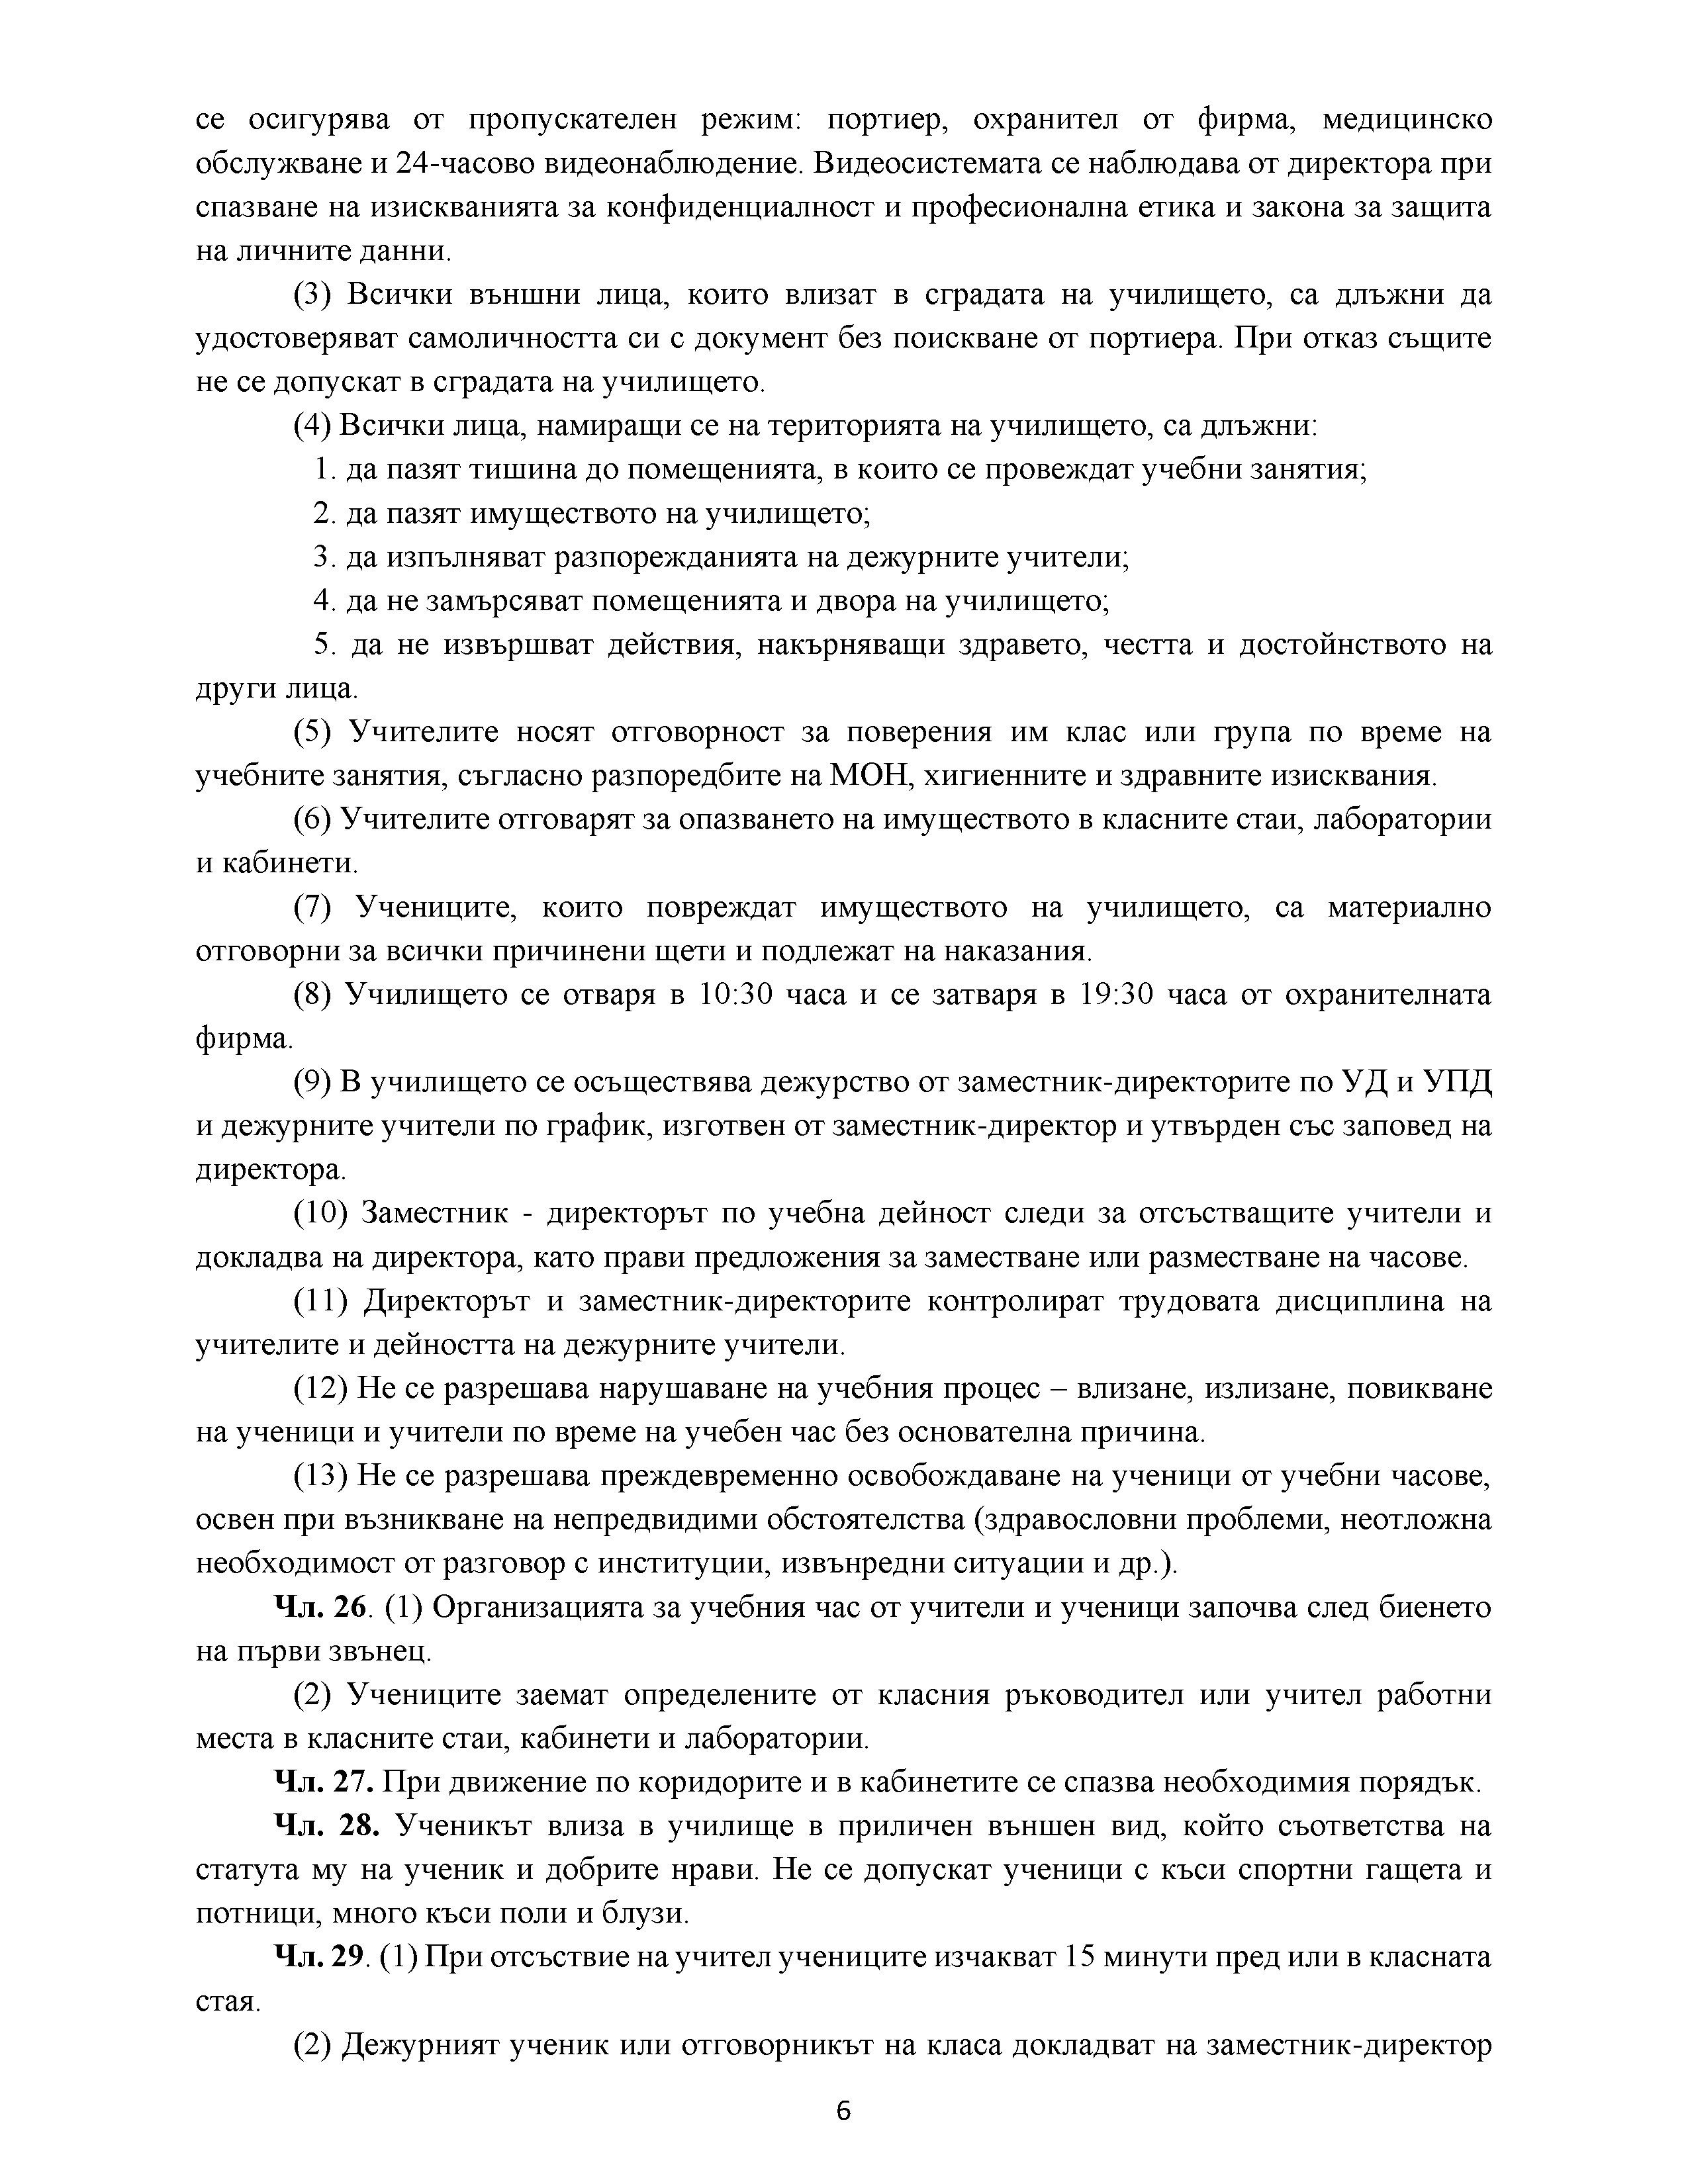 се осигурява от пропускателен режим: портиер, охранител от фирма, медицинско
обслужване и 24-часово видеонаблюдение. Видеосистемата се наблюдава от директора при
спазване на изискванията за конфиденциалност и професионална етика и закона за защита
на личните данни.
(3) Всички външни лица, които влизат в сградата на училището, са длъжни да
удостоверяват самоличността си с документ без поискване от портиера. При отказ същите
не се допускат в сградата на училището.
(4) Всички лица, намиращи се на територията на училището, са длъжни:
1. да пазят тишина до помещенията, в които се провеждат учебни занятия;
2. да пазят имуществото на училището;
3. да изпълняват разпорежданията на дежурните учители;
4. да не замърсяват помещенията и двора на училището;
5. да не извършват действия, накърняващи здравето, честта и достойнството на
други лица.
(5) Учителите носят отговорност за поверения им клас или група по време на
учебните занятия, съгласно разпоредбите на МОН, хигиенните и здравните изисквания.
(6) Учителите отговарят за опазването на имуществото в класните стаи, лаборатории
и кабинети.
(7) Учениците, които повреждат имуществото на училището, са материално
отговорни за всички причинени щети и подлежат на наказания.
(8) Училището се отваря в 10:30 часа и се затваря в 19:30 часа от охранителната
фирма.
(9) В училището се осъществява дежурство от заместник-директорите по УД и УПД
и дежурните учители по график, изготвен от заместник-директор и утвърден със заповед на
директора.
(10) Заместник - директорът по учебна дейност следи за отсъстващите учители и
докладва на директора, като прави предложения за заместване или разместване на часове.
(11) Директорът и заместник-директорите контролират трудовата дисциплина на
учителите и дейността на дежурните учители.
(12) Не се разрешава нарушаване на учебния процес – влизане, излизане, повикване
на ученици и учители по време на учебен час без основателна причина.
(13) Не се разрешава преждевременно освобождаване на ученици от учебни часове,
освен при възникване на непредвидими обстоятелства (здравословни проблеми, неотложна
необходимост от разговор с институции, извънредни ситуации и др.).
Чл. 26. (1) Организацията за учебния час от учители и ученици започва след биенето
на първи звънец.
(2) Учениците заемат определените от класния ръководител или учител работни
места в класните стаи, кабинети и лаборатории.
Чл. 27. При движение по коридорите и в кабинетите се спазва необходимия порядък.
Чл. 28. Ученикът влиза в училище в приличен външен вид, който съответства на
статута му на ученик и добрите нрави. Не се допускат ученици с къси спортни гащета и
потници, много къси поли и блузи.
Чл. 29. (1) При отсъствие на учител учениците изчакват 15 минути пред или в класната
стая.
(2) Дежурният ученик или отговорникът на класа докладват на заместник-директор
6